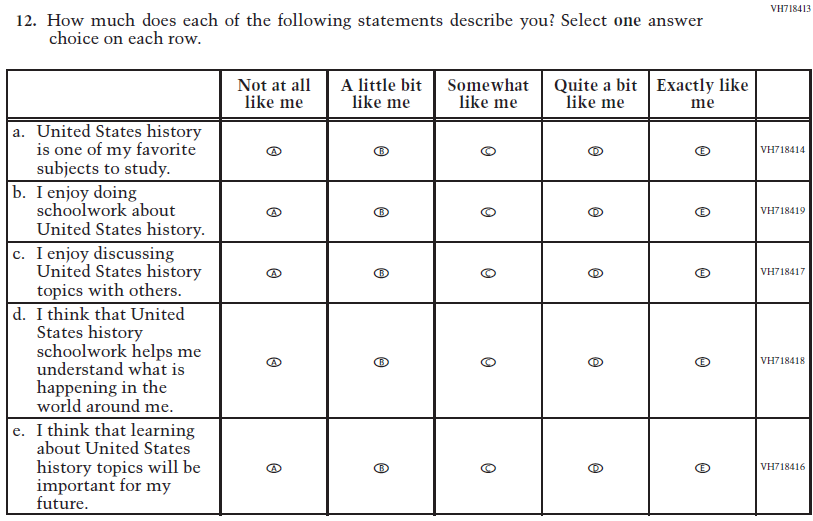 VH718413
12. How much does each of the following statements describe you? Select one answer
choice on each row.
Not at all
like me
A little bit
like me
Somewhat
like me
Quite a bit
like me
Exactly like
me
a. United States history
is one of my favorite
subjects to study.
A B C D E VH718414
b. I enjoy doing
schoolwork about
United States history.
A B C D E VH718419
c. I enjoy discussing
United States history
topics with others.
A B C D E VH718417
d. I think that United
States history
schoolwork helps me
understand what is
happening in the
world around me.
A B C D E VH718418
e. I think that learning
about United States
history topics will be
important for my
future.
A B C D E VH718416